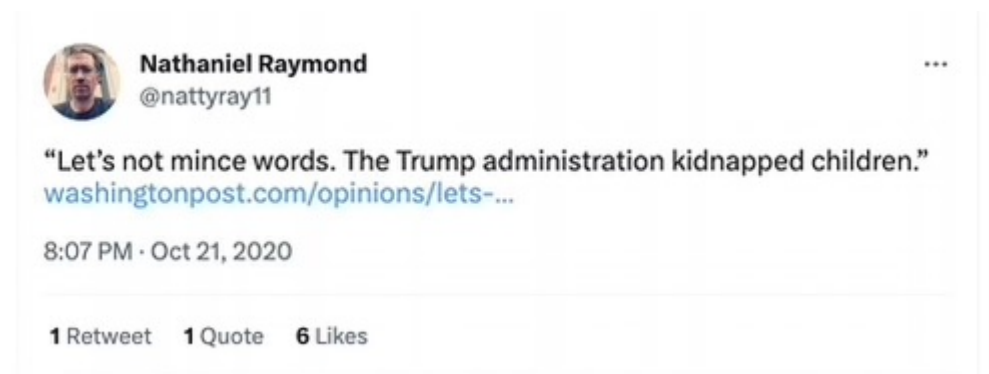 Nathaniel Raymond
@nattyray11
“Let’s not mince words. The Trump administration kidnapped children.”
washingtonpost.com/opinions/lets-...
8:07 PM · Oct 21, 2020
1 Retweet 1 Quote 6 Likes